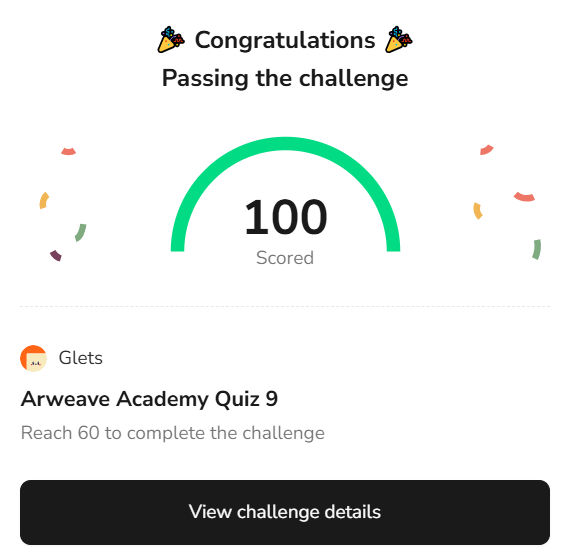 🎉 Congratulations 🎉
Passing the challenge
100
Scored
Glets
Arweave Academy Quiz 9
Reach 60 to complete the challenge
View challenge details